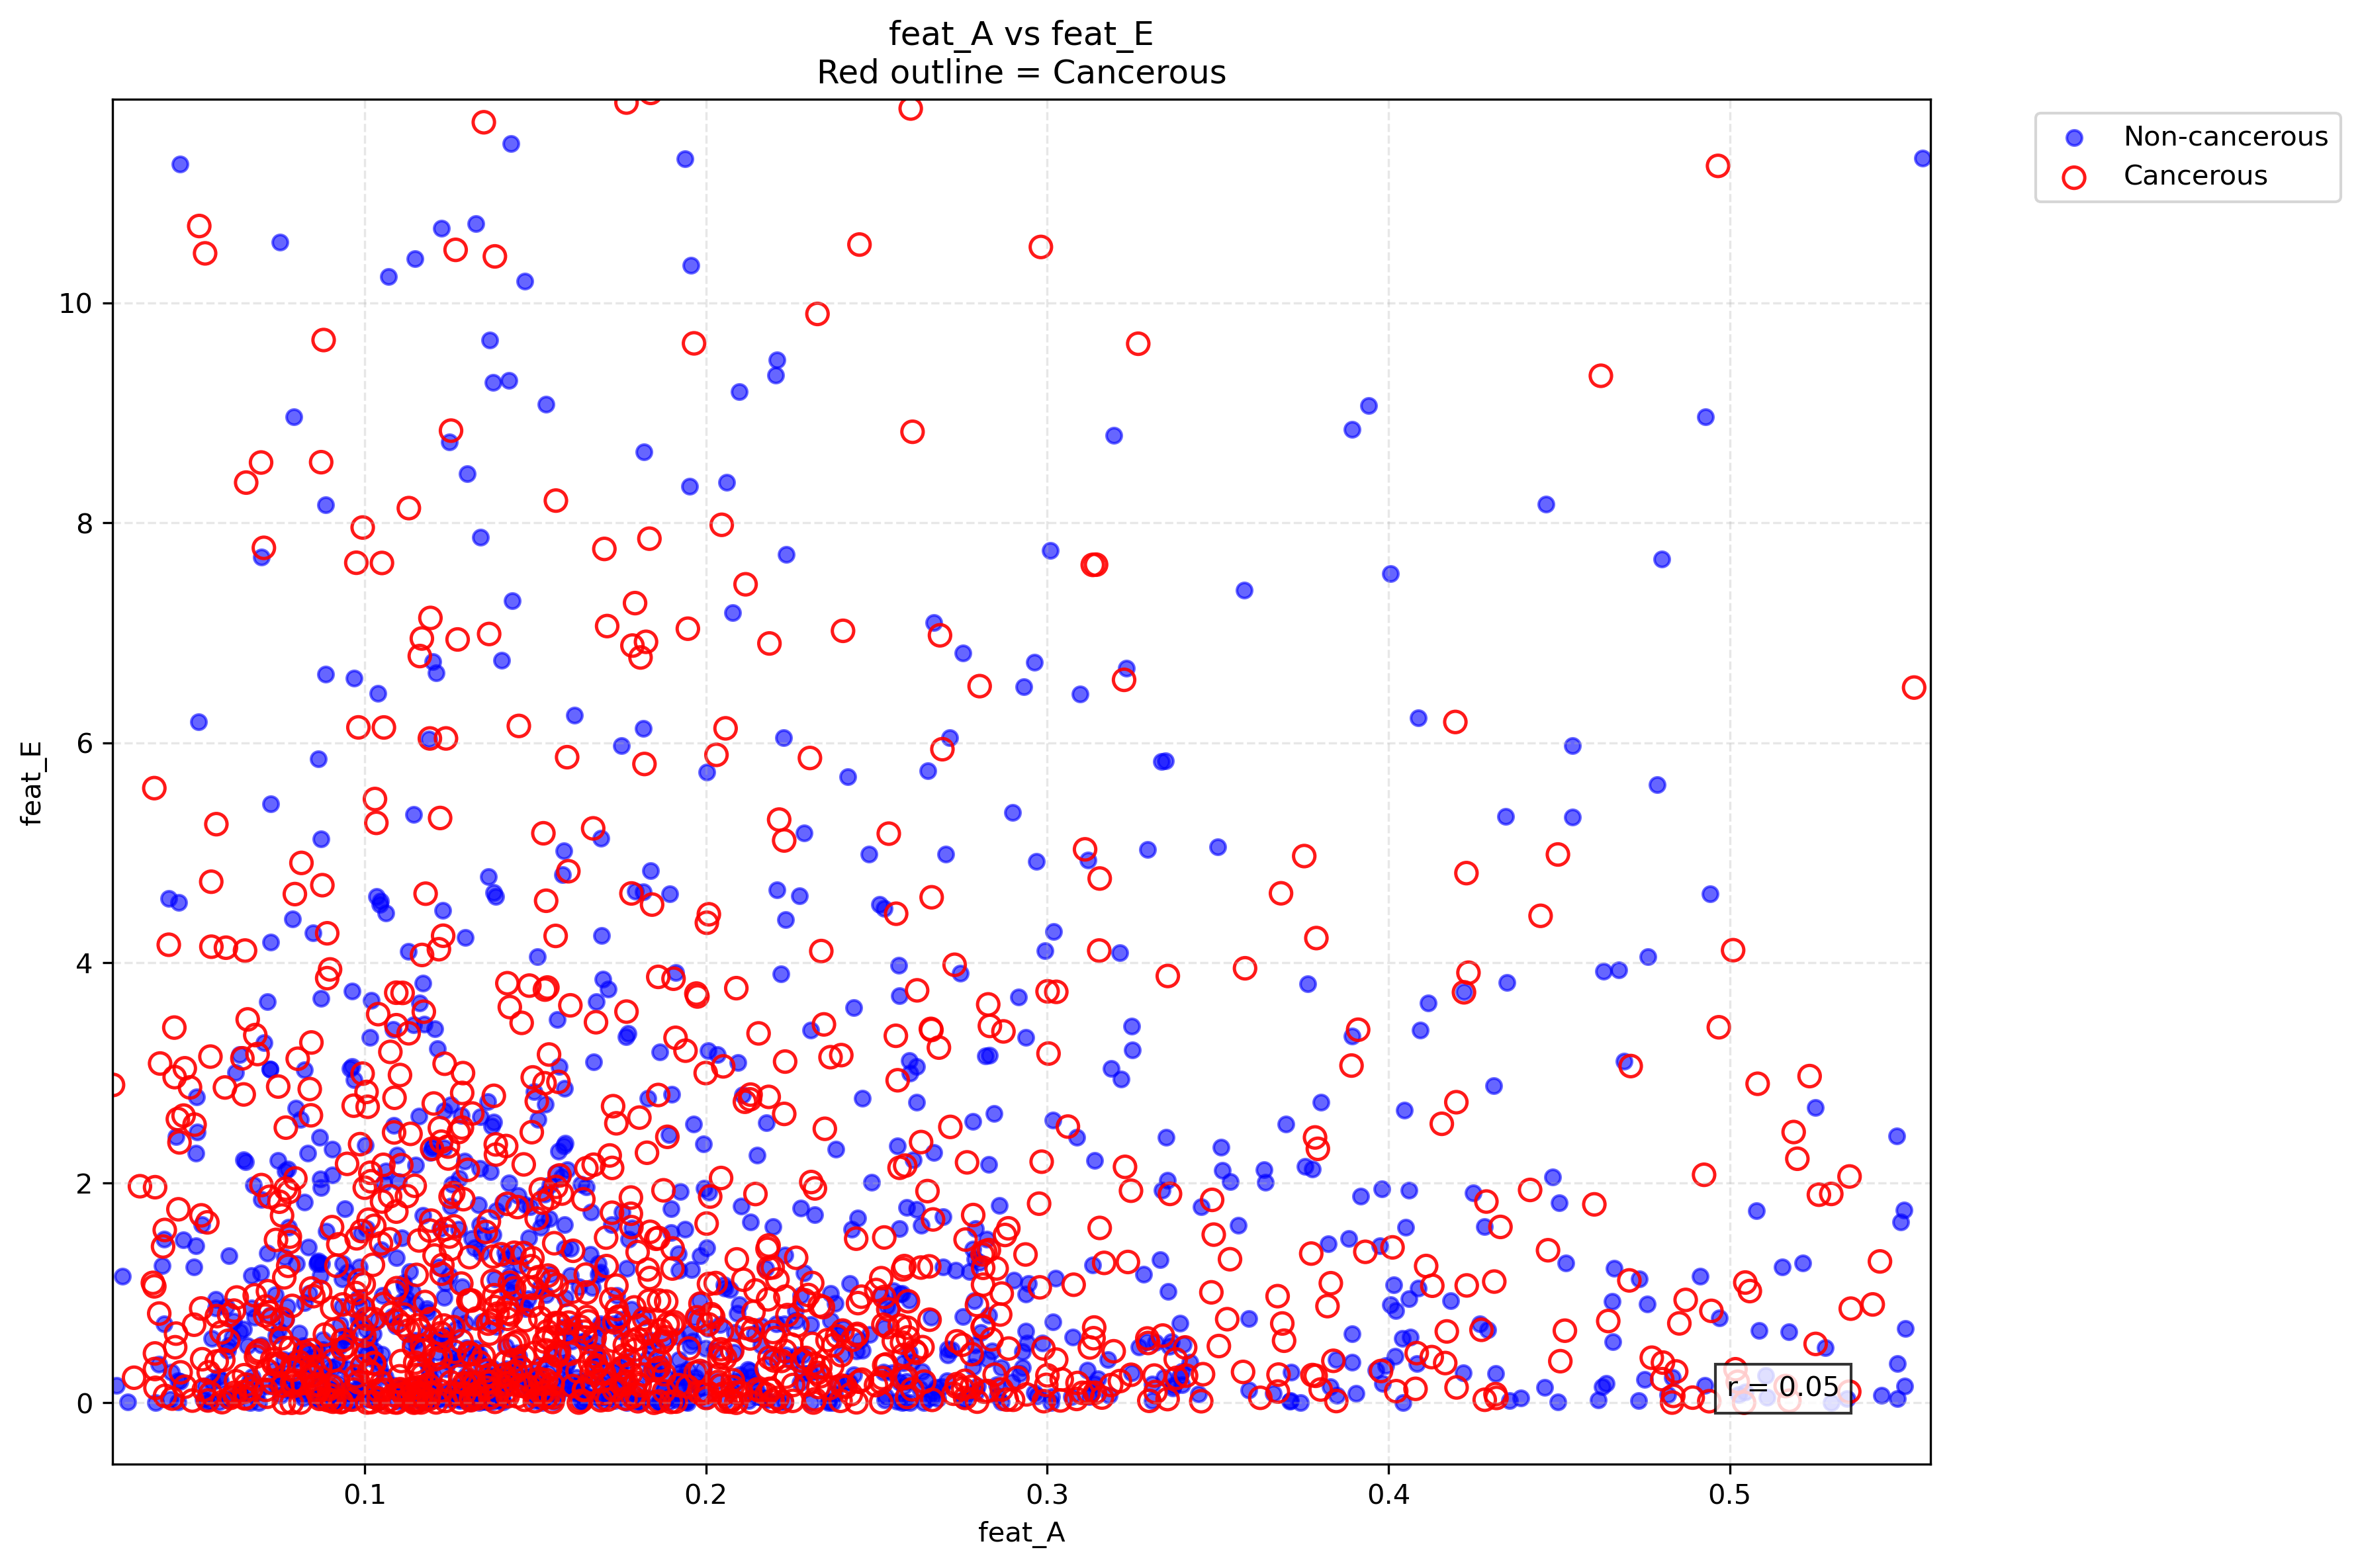 feat_A vs feat_E
Red outline = Cancerous
Non-cancerous
Cancerous
10
8
6
4
2
0
feat_E
r = 0.05
0.1
0.2
0.3
0.4
0.5
feat_A